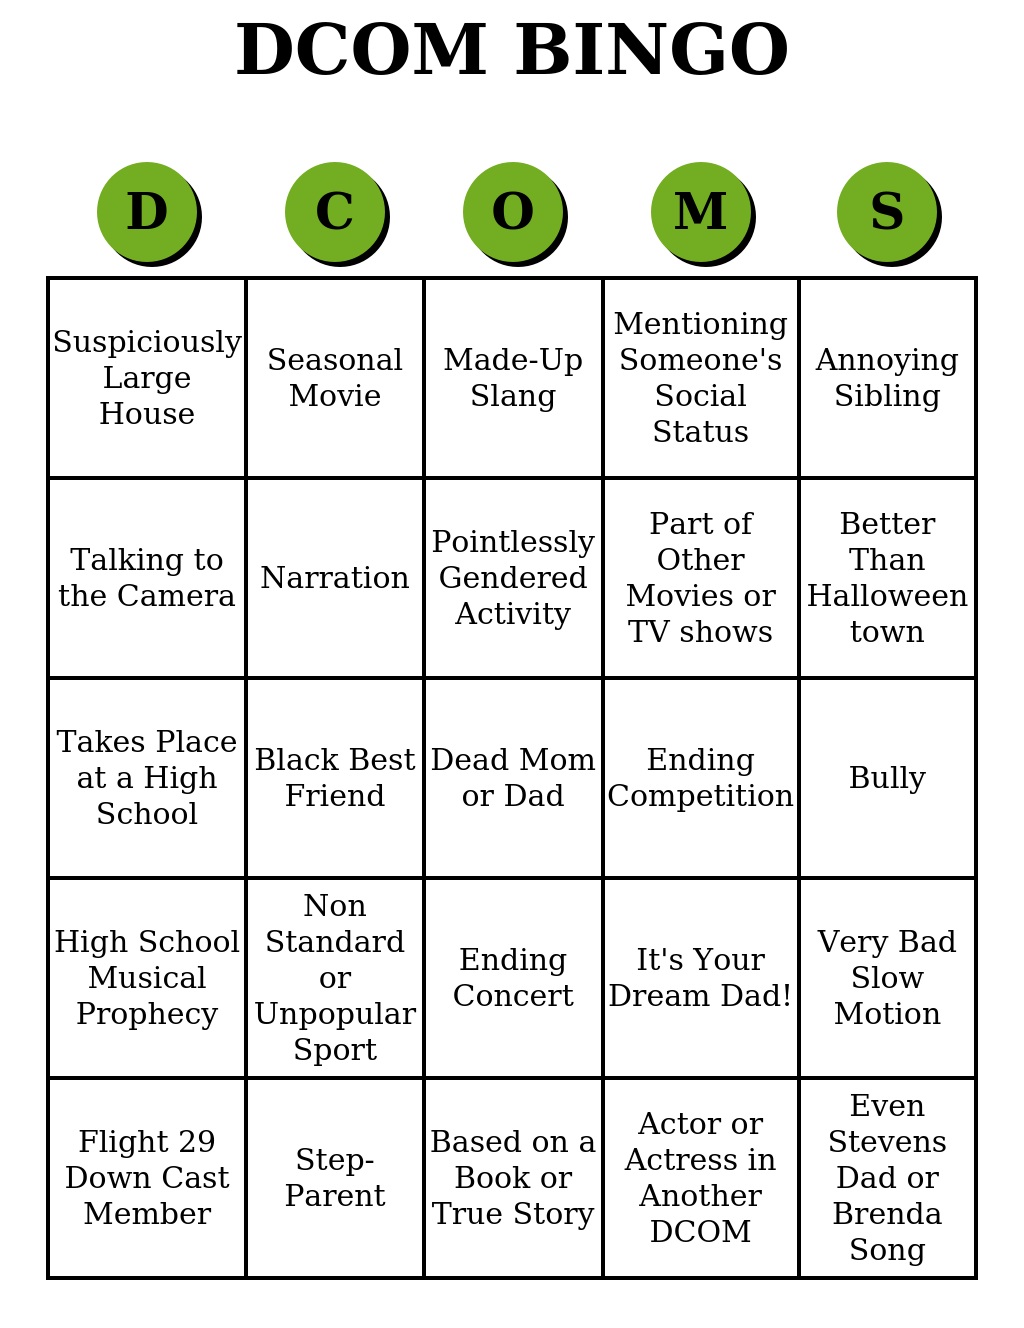 DCOM BINGO
D C O M S
Suspiciously
Large
House
Seasonal
Movie
Made-Up
Slang
Mentioning
Someone's
Social
Status
Annoying
Sibling
Talking to
the Camera
Narration
Pointlessly
Gendered
Activity
Part of
Other
Movies or
TV shows
Better
Than
Halloween
town
Takes Place
at a High
School
Black Best
Friend
Dead Mom
or Dad
Ending
Competition
Bully
High School
Musical
Prophecy
Non
Standard
or
Unpopular
Sport
Ending
Concert
It's Your
Dream Dad!
Very Bad
Slow
Motion
Flight 29
Down Cast
Member
Step-
Parent
Based on a
Book or
True Story
Actor or
Actress in
Another
DCOM
Even
Stevens
Dad or
Brenda
Song